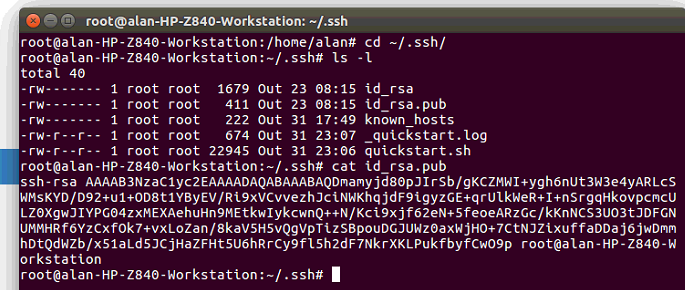 root@alan-HP-Z840-Workstation: ~/.ssh
root@alan-HP-Z840-Workstation:/home/alan# cd ~/.ssh/
root@alan-HP-Z840-Workstation:~/.ssh# ls -l
total 40
-rw------- 1 root root  1679 Out 23 08:15 id_rsa
-rw------- 1 root root   411 Out 23 08:15 id_rsa.pub
-rw------- 1 root root   222 Out 31 17:49 known_hosts
-rw-r--r-- 1 root root   674 Out 31 23:07 _quickstart.log
-rw-r--r-- 1 root root 22945 Out 31 23:06 quickstart.sh
root@alan-HP-Z840-Workstation:~/.ssh# cat id_rsa.pub
ssh-rsa AAAAB3NzaC1yc2EAAAADAQABAAABAQDmamyjd80pJIrSb/gKCZMWI+ygh6nUt3W3e4yARLcS
WMsKYD/D92+u1+OD8t1YByEV/Ri9xVCvvezhJciNWKhqjdF9igyzGE+qrUlkWeR+I+nSrgqHkovpcmcU
LZ0XgwJIYPG04zxMEXAehuHn9MEtkwIykcwnQ++N/Kci9xjf62eN+5feoeARzGc/kKnNCS3UO3tJDFGN
UMMHRf6YzCxfOk7+vxLoZan/8kaV5H5vQgVpTizSBpouDGJUWz0axWjHO+7CtNJZixuffaDDaj6jwDmm
hDtQdWZb/x51aLd5JCjHaZFHt5U6hRrCy9fl5h2dF7NkrXKLPukfbyfCwO9p root@alan-HP-Z840-W
orkstation
root@alan-HP-Z840-Workstation:~/.ssh#